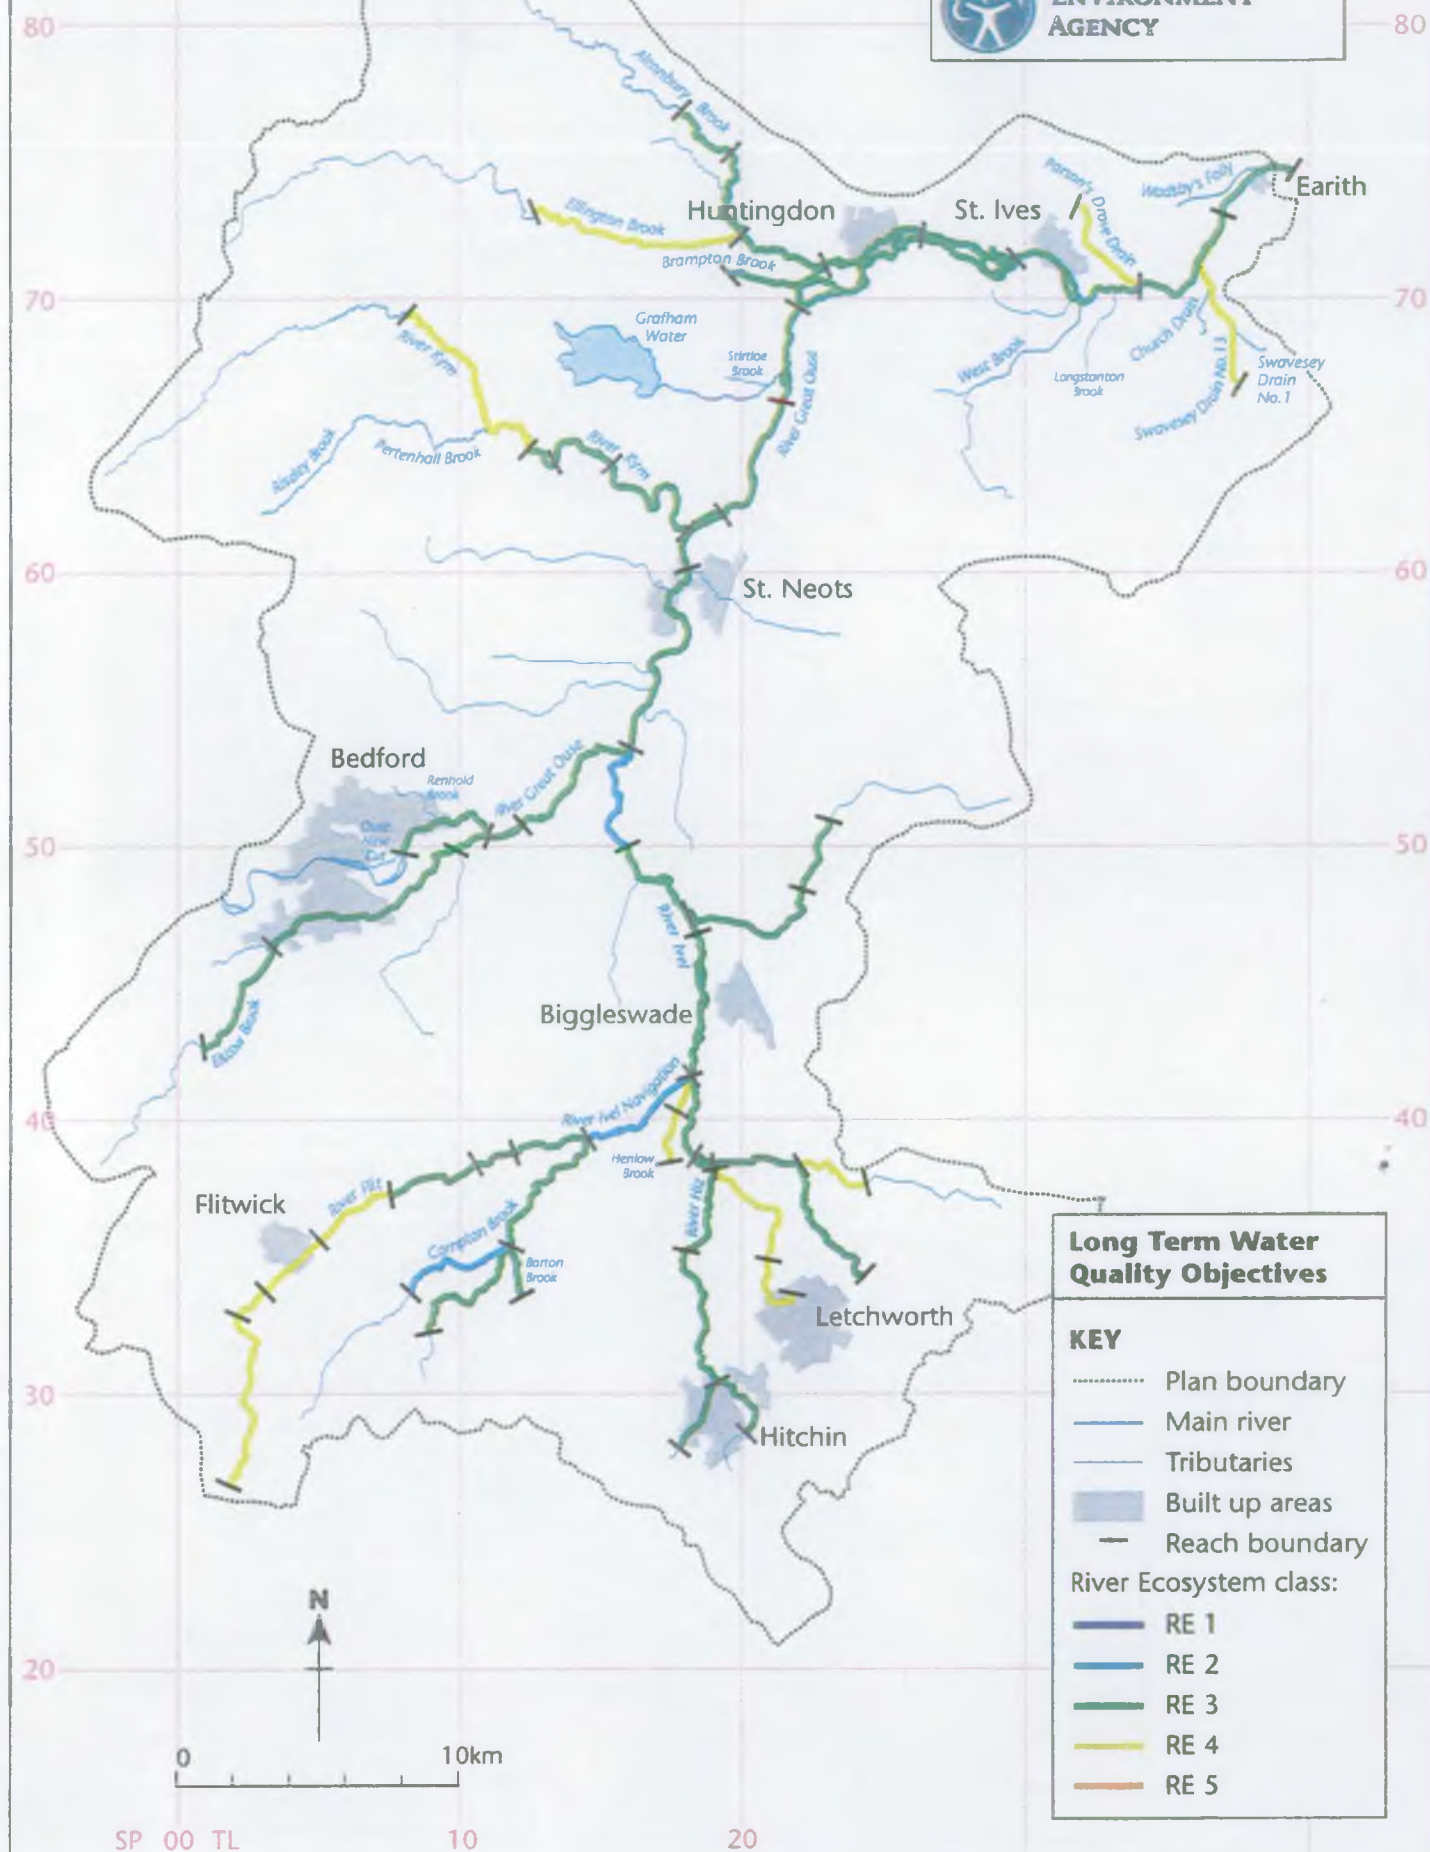 ENVIRONMENT
AGENCY
80
80
Alconbury Brook
Parson's Drove Drain
Wadsby's Folly
Earith
Huntingdon
St. Ives
Ellington Brook
Brampton Brook
70
70
River Kym
Grafham
Water
Stirtloe
Brook
River Great Ouse
West Brook
Longstanton
Brook
Church Drain
Swavesey Drain No.13
Swavesey
Drain
No.1
Riseley Brook
Pertenhall Brook
River Kym
60
60
St. Neots
Bedford
Renhold
Brook
River Great Ouse
Ouse
New
Cut
50
50
River Ivel
Biggleswade
Elstow Brook
River Ivel Navigation
40
40
Henlow
Brook
Flitwick
River Flit
River Hiz
Campton Brook
Barton
Brook
Letchworth
30
Hitchin
Long Term Water
Quality Objectives
KEY
Plan boundary
Main river
Tributaries
Built up areas
Reach boundary
River Ecosystem class:
RE 1
RE 2
RE 3
RE 4
RE 5
N
20
0
10km
SP 00 TL
10
20